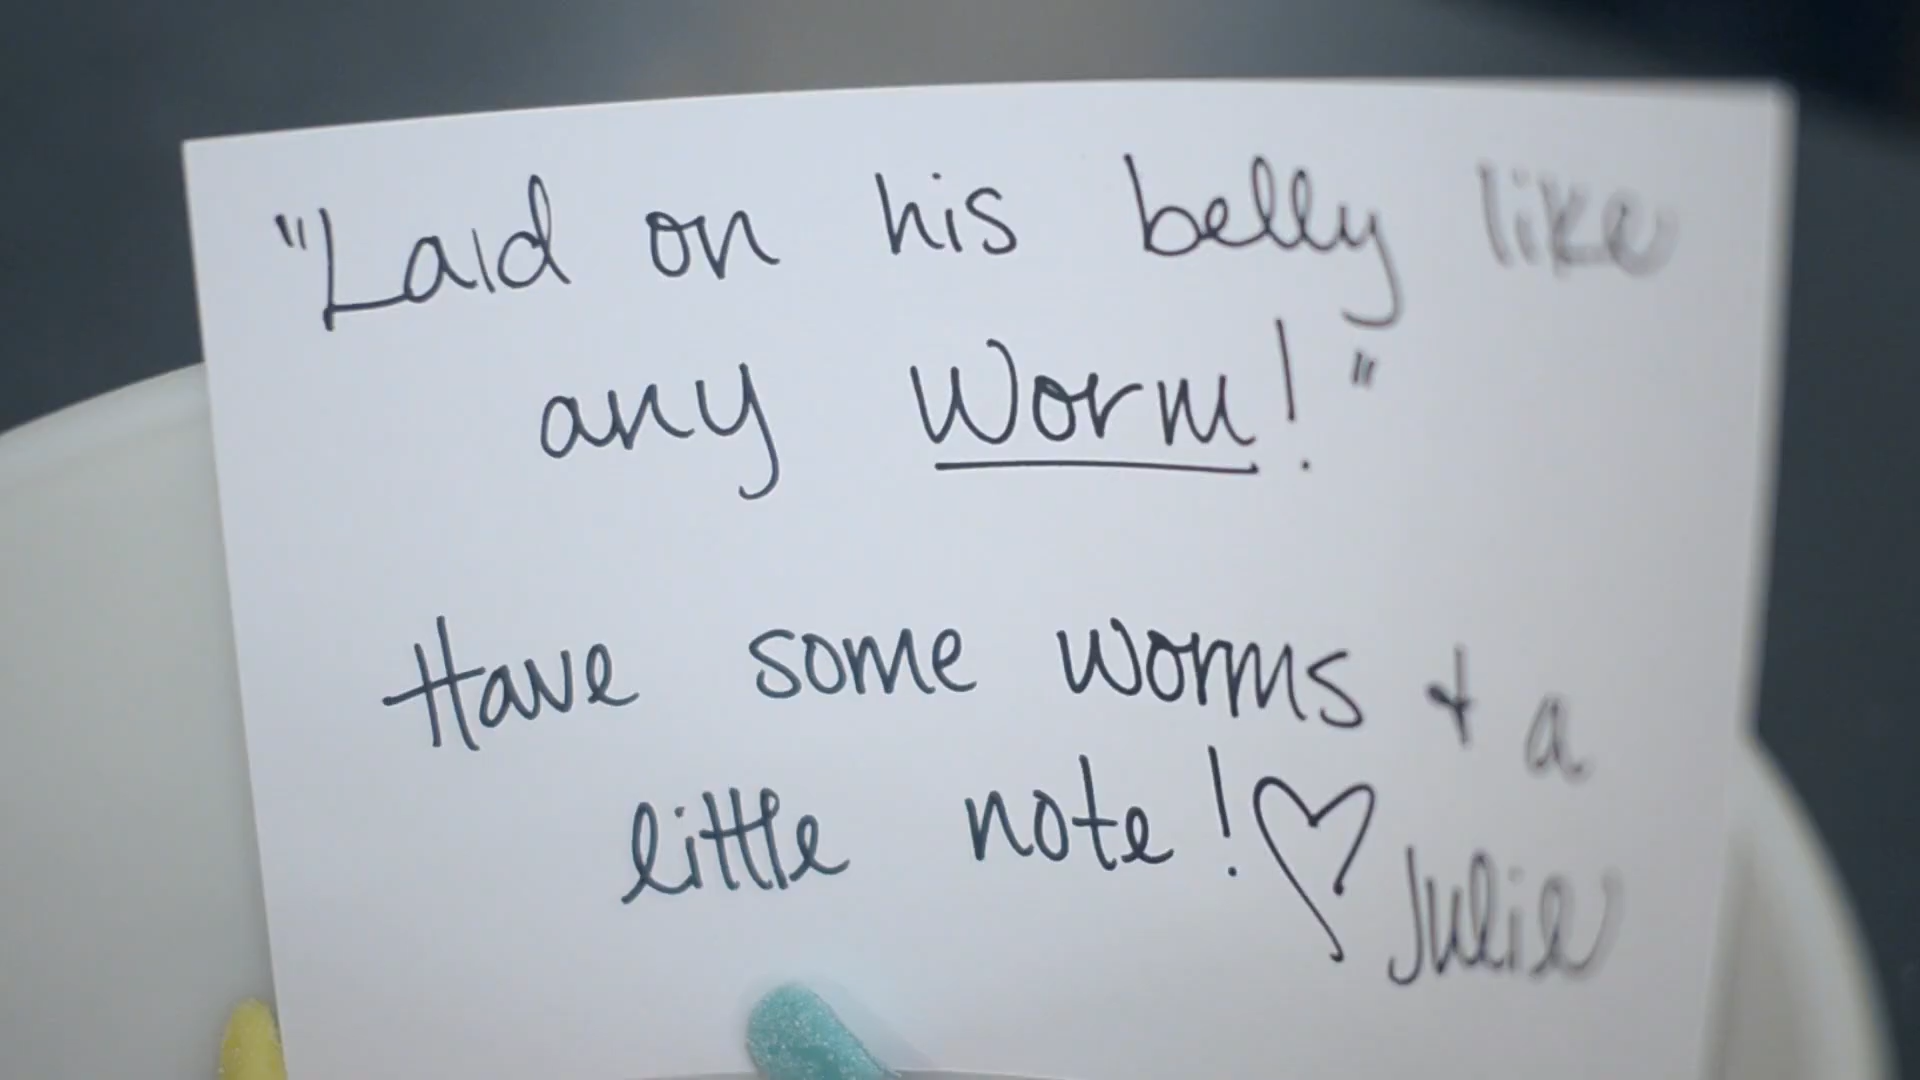 "Laid on his belly like
any Worm!"
Have some worms + a
little note! ♡ Julie